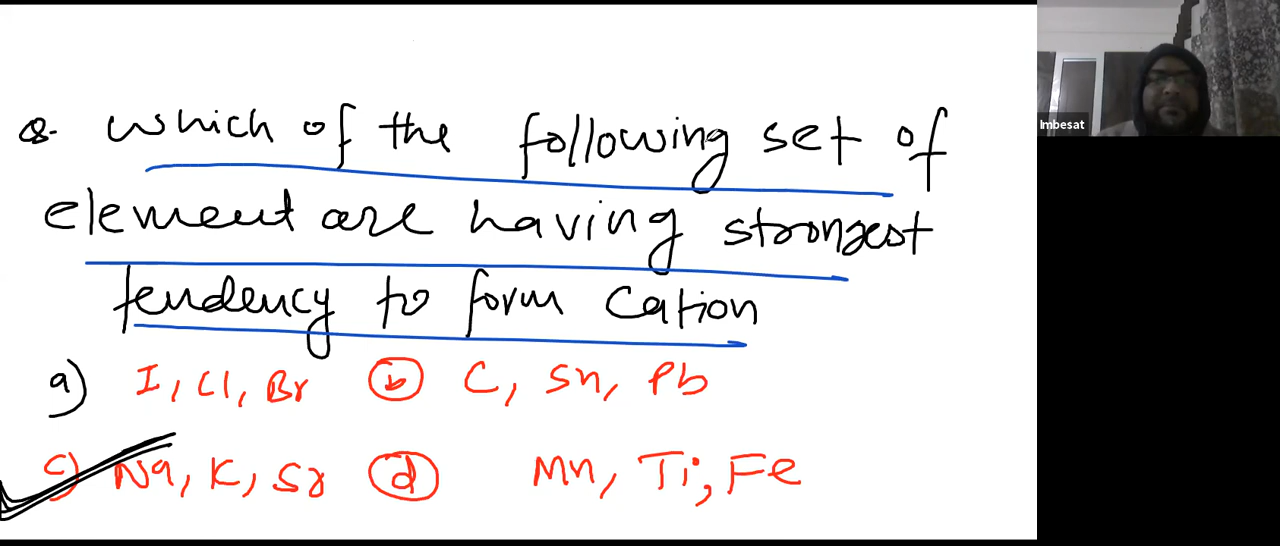 Q. which of the following set of
element are having strongest
tendency to form cation
a) I, Cl, Br (b) C, Sn, Pb
c) Na, K, Sr (d) Mn, Ti, Fe
Imbesat